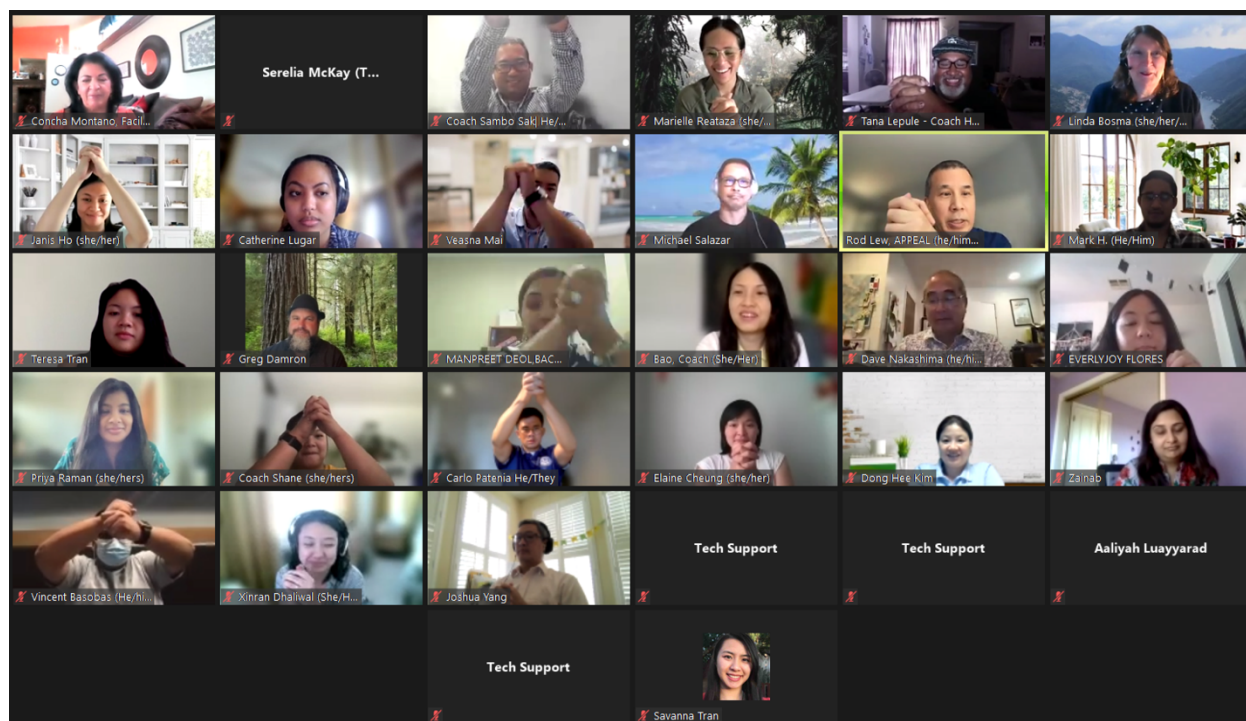 Concha Montano, Facil...
Serelia McKay (T...
Coach Sambo Sak| He/...
Marielle Reataza (she/...
Tana Lepule - Coach H...
Linda Bosma (she/her/...
Janis Ho (she/her)
Catherine Lugar
Veasna Mai
Michael Salazar
Rod Lew, APPEAL (he/him...
Mark H. (He/Him)
Teresa Tran
Greg Damron
MANPREET DEOL,BAC...
Bao, Coach (She/Her)
Dave Nakashima (he/hi...
EVERLYJOY FLORES
Priya Raman (she/hers)
Coach Shane (she/hers)
Carlo Patenia He/They
Elaine Cheung (she/her)
Dong Hee Kim
Zainab
Vincent Basobas (He/hi...
Xinran Dhaliwal (She/H...
Joshua Yang
Tech Support
Tech Support
Aaliyah Luayyarad
Tech Support
Savanna Tran